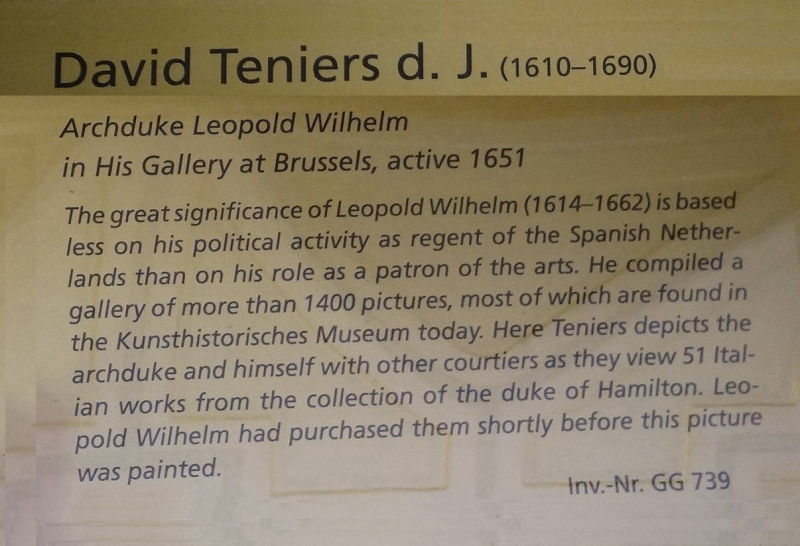 David Teniers d. J. (1610–1690)
Archduke Leopold Wilhelm
in His Gallery at Brussels, active 1651
The great significance of Leopold Wilhelm (1614–1662) is based
less on his political activity as regent of the Spanish Nether-
lands than on his role as a patron of the arts. He compiled a
gallery of more than 1400 pictures, most of which are found in
the Kunsthistorisches Museum today. Here Teniers depicts the
archduke and himself with other courtiers as they view 51 Ital-
ian works from the collection of the duke of Hamilton. Leo-
pold Wilhelm had purchased them shortly before this picture
was painted.
Inv.-Nr. GG 739